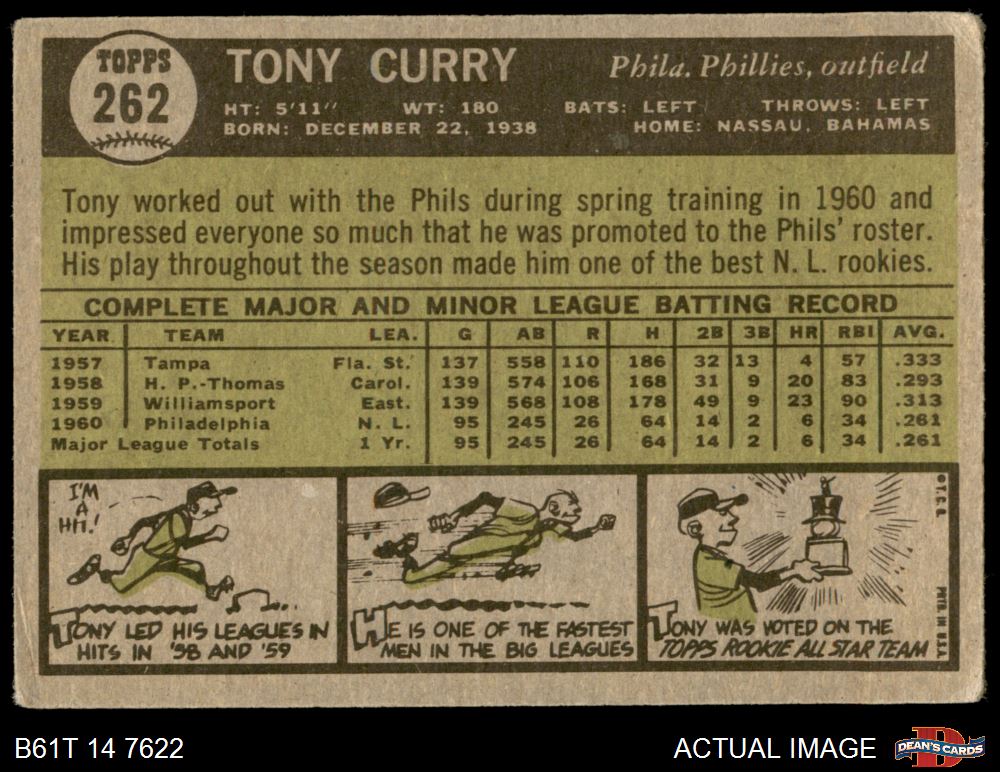 TOPPS
262
TONY CURRY
Phila. Phillies, outfield
HT: 5'11" WT: 180 BATS: LEFT THROWS: LEFT
BORN: DECEMBER 22, 1938 HOME: NASSAU, BAHAMAS
Tony worked out with the Phils during spring training in 1960 and
impressed everyone so much that he was promoted to the Phils' roster.
His play throughout the season made him one of the best N. L. rookies.
COMPLETE MAJOR AND MINOR LEAGUE BATTING RECORD
YEAR TEAM LEA. G AB R H 2B 3B HR RBI AVG.
1957 Tampa Fla. St. 137 558 110 186 32 13 4 57 .333
1958 H. P.-Thomas Carol. 139 574 106 168 31 9 20 83 .293
1959 Williamsport East. 139 568 108 178 49 9 23 90 .313
1960 Philadelphia N. L. 95 245 26 64 14 2 6 34 .261
Major League Totals 1 Yr. 95 245 26 64 14 2 6 34 .261
I'M
A
HIT!
TONY LED HIS LEAGUES IN
HITS IN '58 AND '59
HE IS ONE OF THE FASTEST
MEN IN THE BIG LEAGUES
TONY WAS VOTED ON THE
TOPPS ROOKIE ALL STAR TEAM
© T. C. G.
PRTD. IN U.S.A.
B61T 14 7622
ACTUAL IMAGE
D
DEAN'S CARDS